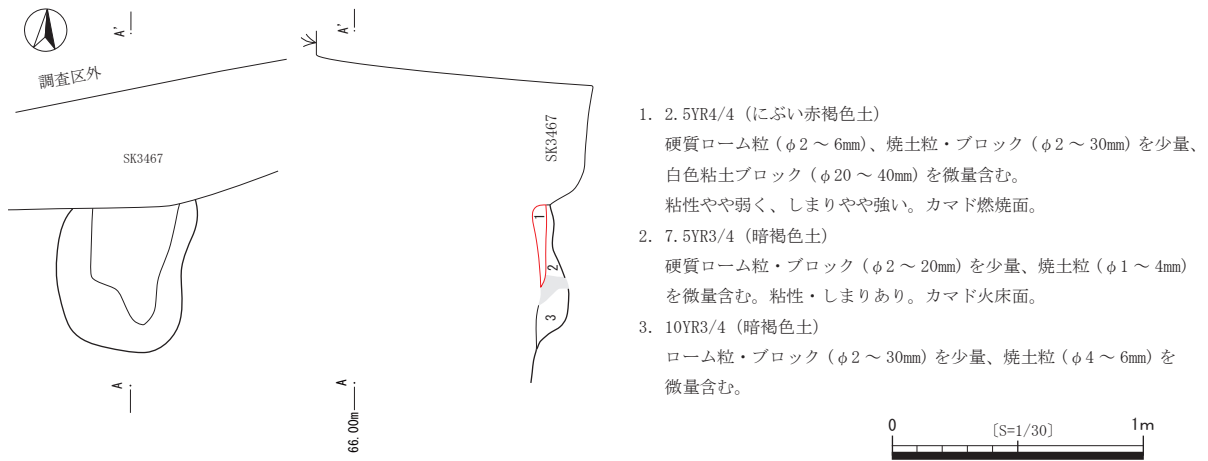 A'
A'
調査区外
SK3467
SK3467
1
2
3
A
A
66.00m
1. 2.5YR4/4（にぶい赤褐色土）
硬質ローム粒（φ2～6mm）、焼土粒・ブロック（φ2～30mm）を少量、
白色粘土ブロック（φ20～40mm）を微量含む。
粘性やや弱く、しまりやや強い。カマド燃焼面。
2. 7.5YR3/4（暗褐色土）
硬質ローム粒・ブロック（φ2～20mm）を少量、焼土粒（φ1～4mm）
を微量含む。粘性・しまりあり。カマド火床面。
3. 10YR3/4（暗褐色土）
ローム粒・ブロック（φ2～30mm）を少量、焼土粒（φ4～6mm）を
微量含む。
0 〔S=1/30〕 1m